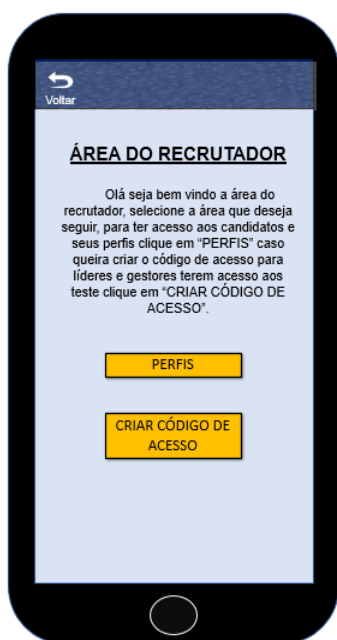 Voltar
ÁREA DO RECRUTADOR
Olá seja bem vindo a área do
recrutador, selecione a área que deseja
seguir, para ter acesso aos candidatos e
seus perfis clique em “PERFIS” caso
queira criar o código de acesso para
líderes e gestores terem acesso aos
teste clique em “CRIAR CÓDIGO DE
ACESSO”.
PERFIS
CRIAR CÓDIGO DE
ACESSO